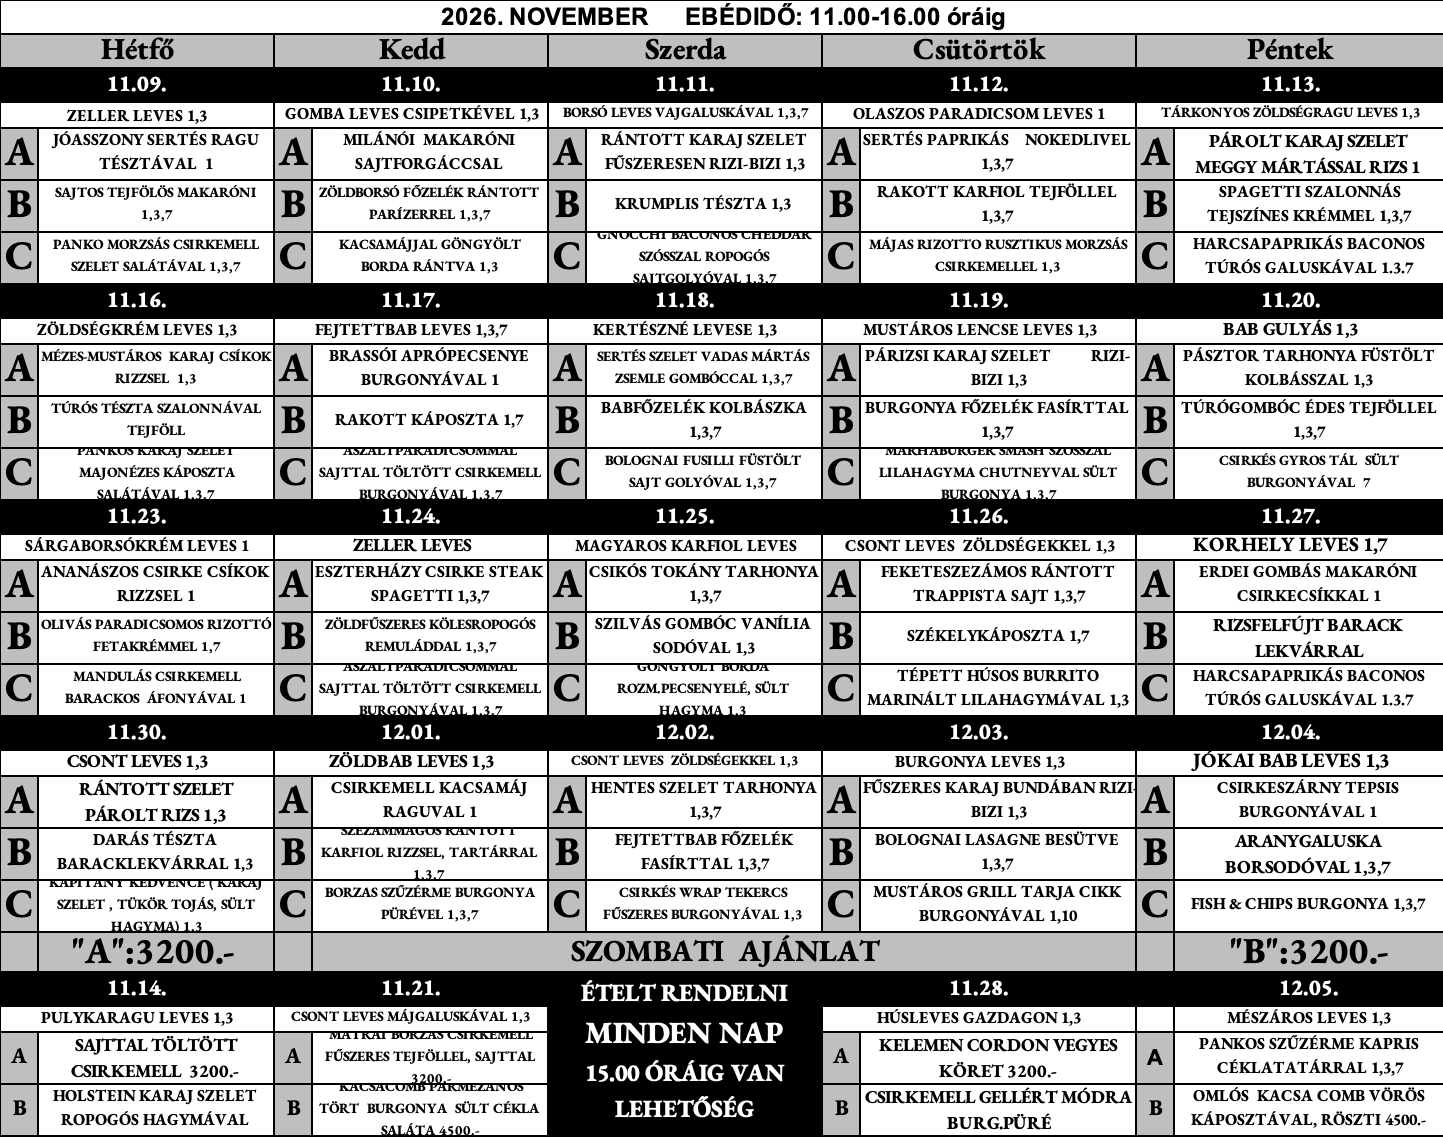 2026. NOVEMBER EBÉDIDŐ: 11.00-16.00 óráig
Hétfő Kedd Szerda Csütörtök Péntek
11.09. 11.10. 11.11. 11.12. 11.13.
ZELLER LEVES 1,3
GOMBA LEVES CSIPETKÉVEL 1,3
BORSÓ LEVES VAJGALUSKÁVAL 1,3,7
OLASZOS PARADICSOM LEVES 1
TÁRKONYOS ZÖLDSÉGRAGU LEVES 1,3
A JÓASSZONY SERTÉS RAGU
TÉSZTÁVAL 1
A MILÁNÓI MAKARÓNI
SAJTFORGÁCCSAL
A RÁNTOTT KARAJ SZELET
FŰSZERESEN RIZI-BIZI 1,3
A SERTÉS PAPRIKÁS NOKEDLIVEL
1,3,7
A PÁROLT KARAJ SZELET
MEGGY MÁRTÁSSAL RIZS 1
B SAJTOS TEJFÖLÖS MAKARÓNI
1,3,7
B ZÖLDBORSÓ FŐZELÉK RÁNTOTT
PARÍZERREL 1,3,7
B KRUMPLIS TÉSZTA 1,3
B RAKOTT KARFIOL TEJFÖLLEL
1,3,7
B SPAGETTI SZALONNÁS
TEJSZÍNES KRÉMMEL 1,3,7
C PANKO MORZSÁS CSIRKEMELL
SZELET SALÁTÁVAL 1,3,7
C KACSAMÁJJAL GÖNGYÖLT
BORDA RÁNTVA 1,3
C GNOCCHI BACONOS CHEDDAR
SZÓSSZAL ROPOGÓS
SAJTGOLYÓVAL 1,3,7
C MÁJAS RIZOTTO RUSZTIKUS MORZSÁS
CSIRKEMELLEL 1,3
C HARCSAPAPRIKÁS BACONOS
TÚRÓS GALUSKÁVAL 1.3.7
11.16. 11.17. 11.18. 11.19. 11.20.
ZÖLDSÉGKRÉM LEVES 1,3
FEJTETTBAB LEVES 1,3,7
KERTÉSZNÉ LEVESE 1,3
MUSTÁROS LENCSE LEVES 1,3
BAB GULYÁS 1,3
A MÉZES-MUSTÁROS KARAJ CSÍKOK
RIZZSEL 1,3
A BRASSÓI APRÓPECSENYE
BURGONYÁVAL 1
A SERTÉS SZELET VADAS MÁRTÁS
ZSEMLE GOMBÓCCAL 1,3,7
A PÁRIZSI KARAJ SZELET RIZI-
BIZI 1,3
A PÁSZTOR TARHONYA FÜSTÖLT
KOLBÁSSZAL 1,3
B TÚRÓS TÉSZTA SZALONNÁVAL
TEJFÖLL
B RAKOTT KÁPOSZTA 1,7
B BABFŐZELÉK KOLBÁSZKA
1,3,7
B BURGONYA FŐZELÉK FASÍRTTAL
1,3,7
B TÚRÓGOMBÓC ÉDES TEJFÖLLEL
1,3,7
C PANKÓS KARAJ SZELET
MAJONÉZES KÁPOSZTA
SALÁTÁVAL 1,3,7
C ASZALTPARADICSOMMAL
SAJTTAL TÖLTÖTT CSIRKEMELL
BURGONYÁVAL 1,3,7
C BOLOGNAI FUSILLI FÜSTÖLT
SAJT GOLYÓVAL 1,3,7
C MARHABURGER SMASH SZÓSSZAL
LILAHAGYMA CHUTNEYVAL SÜLT
BURGONYA 1,3,7
C CSIRKÉS GYROS TÁL SÜLT
BURGONYÁVAL 7
11.23. 11.24. 11.25. 11.26. 11.27.
SÁRGABORSÓKRÉM LEVES 1
ZELLER LEVES
MAGYAROS KARFIOL LEVES
CSONT LEVES ZÖLDSÉGEKKEL 1,3
KORHELY LEVES 1,7
A ANANÁSZOS CSIRKE CSÍKOK
RIZZSEL 1
A ESZTERHÁZY CSIRKE STEAK
SPAGETTI 1,3,7
A CSIKÓS TOKÁNY TARHONYA
1,3,7
A FEKETESZEZÁMOS RÁNTOTT
TRAPPISTA SAJT 1,3,7
A ERDEI GOMBÁS MAKARÓNI
CSIRKECSÍKKAL 1
B OLIVÁS PARADICSOMOS RIZOTTÓ
FETAKRÉMMEL 1,7
B ZÖLDFŰSZERES KÖLESROPOGÓS
REMULÁDDAL 1,3,7
B SZILVÁS GOMBÓC VANÍLIA
SODÓVAL 1,3
B SZÉKELYKÁPOSZTA 1,7
B RIZSFELFÚJT BARACK
LEKVÁRRAL
C MANDULÁS CSIRKEMELL
BARACKOS ÁFONYÁVAL 1
C ASZALTPARADICSOMMAL
SAJTTAL TÖLTÖTT CSIRKEMELL
BURGONYÁVAL 1,3,7
C GÖNGYÖLT BORDA
ROZM.PECSENYELÉ, SÜLT
HAGYMA 1,3
C TÉPETT HÚSOS BURRITO
MARINÁLT LILAHAGYMÁVAL 1,3
C HARCSAPAPRIKÁS BACONOS
TÚRÓS GALUSKÁVAL 1.3.7
11.30. 12.01. 12.02. 12.03. 12.04.
CSONT LEVES 1,3
ZÖLDBAB LEVES 1,3
CSONT LEVES ZÖLDSÉGEKKEL 1,3
BURGONYA LEVES 1,3
JÓKAI BAB LEVES 1,3
A RÁNTOTT SZELET
PÁROLT RIZS 1,3
A CSIRKEMELL KACSAMÁJ
RAGUVAL 1
A HENTES SZELET TARHONYA
1,3,7
A FŰSZERES KARAJ BUNDÁBAN RIZI-
BIZI 1,3
A CSIRKESZÁRNY TEPSIS
BURGONYÁVAL 1
B DARÁS TÉSZTA
BARACKLEKVÁRRAL 1,3
B SZEZÁMMAGOS RÁNTOTT
KARFIOL RIZZSEL, TARTÁRRAL
1,3,7
B FEJTETTBAB FŐZELÉK
FASÍRTTAL 1,3,7
B BOLOGNAI LASAGNE BESÜTVE
1,3,7
B ARANYGALUSKA
BORSODÓVAL 1,3,7
C KAPITÁNY KEDVENCE ( KARAJ
SZELET , TÜKÖR TOJÁS, SÜLT
HAGYMA) 1,3
C BORZAS SZŰZÉRME BURGONYA
PÜRÉVEL 1,3,7
C CSIRKÉS WRAP TEKERCS
FŰSZERES BURGONYÁVAL 1,3
C MUSTÁROS GRILL TARJA CIKK
BURGONYÁVAL 1,10
C FISH & CHIPS BURGONYA 1,3,7
"A":3200.- SZOMBATI AJÁNLAT "B":3200.-
11.14. 11.21. 11.28. 12.05.
ÉTELT RENDELNI
MINDEN NAP
15.00 ÓRÁIG VAN
LEHETŐSÉG
PULYKARAGU LEVES 1,3
CSONT LEVES MÁJGALUSKÁVAL 1,3
HÚSLEVES GAZDAGON 1,3
MÉSZÁROS LEVES 1,3
A SAJTTAL TÖLTÖTT
CSIRKEMELL 3200.-
A MÁTRAI BORZAS CSIRKEMELL
FŰSZERES TEJFÖLLEL, SAJTTAL
3200.-
A KELEMEN CORDON VEGYES
KÖRET 3200.-
A PANKOS SZŰZÉRME KAPRIS
CÉKLATATÁRRAL 1,3,7
B HOLSTEIN KARAJ SZELET
ROPOGÓS HAGYMÁVAL
B KACSACOMB PARMEZÁNOS
TÖRT BURGONYA SÜLT CÉKLA
SALÁTA 4500.-
B CSIRKEMELL GELLÉRT MÓDRA
BURG.PÜRÉ
B OMLÓS KACSA COMB VÖRÖS
KÁPOSZTÁVAL, RÖSZTI 4500.-